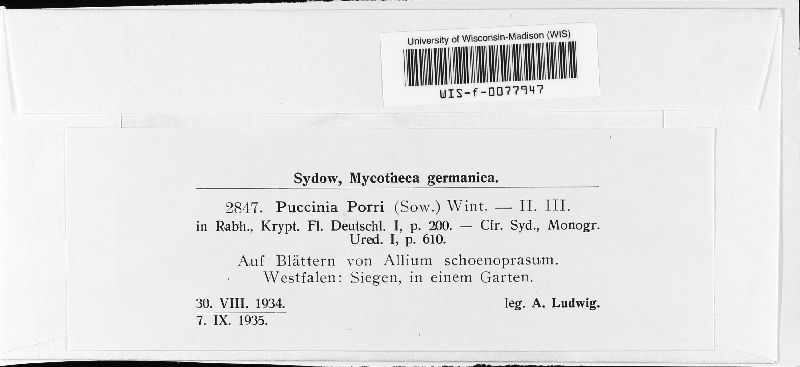 University of Wisconsin-Madison (WIS)
WIS-f-0077947
Sydow, Mycotheca germanica.
2847. Puccinia Porri (Sow.) Wint. — II. III.
in Rabh., Krypt. Fl. Deutschl. I, p. 200. — Cfr. Syd., Monogr.
Ured. I, p. 610.
Auf Blättern von Allium schoenoprasum.
Westfalen: Siegen, in einem Garten.
30. VIII. 1934. leg. A. Ludwig.
7. IX. 1935.